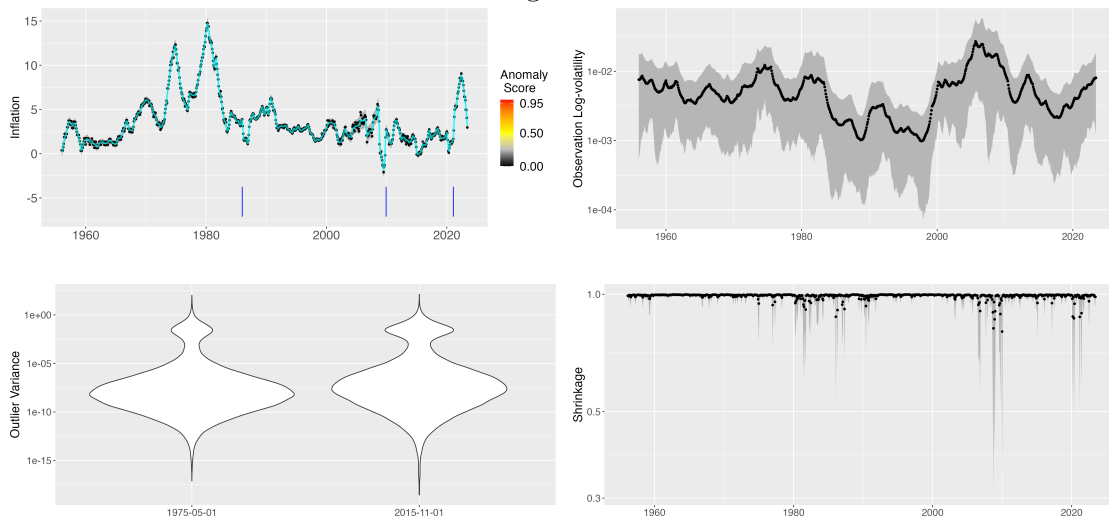 15
10
5
0
-5
Inflation
1960
1980
2000
2020
Anomaly
Score
0.95
0.50
0.00
1e-02
1e-03
1e-04
Observation Log-volatility
1960
1980
2000
2020
1e+00
1e-05
1e-10
1e-15
Outlier Variance
1975-05-01
2015-11-01
1.0
0.5
0.3
Shrinkage
1960
1980
2000
2020